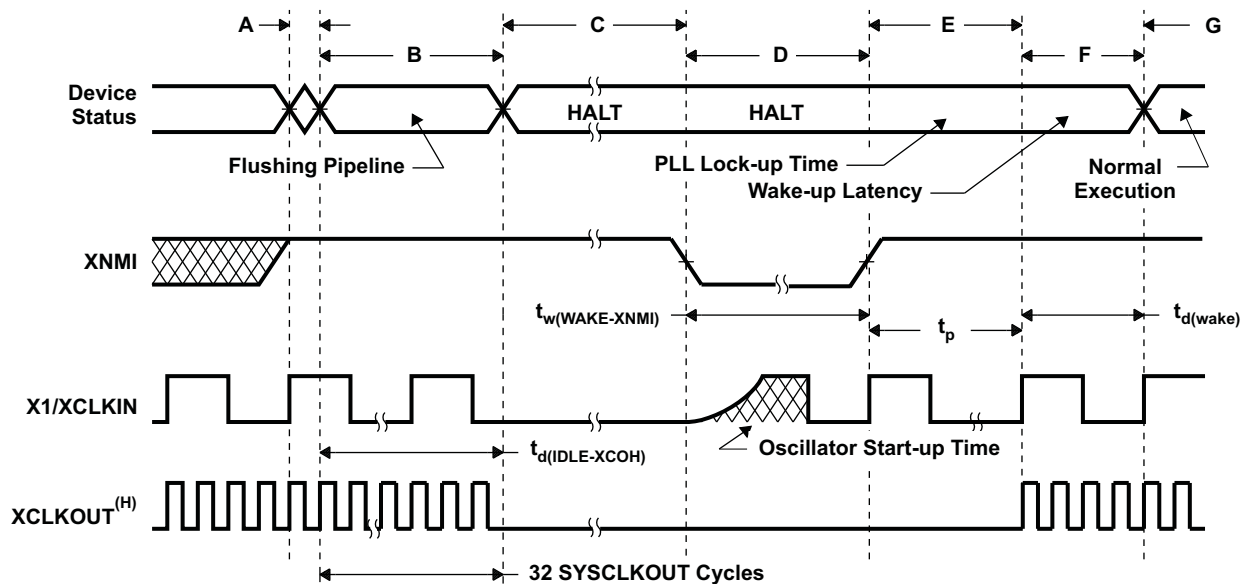 A
C
E
G
B
D
F
Device
Status
HALT
HALT
Flushing Pipeline
PLL Lock-up Time
Wake-up Latency
Normal
Execution
XNMI
tw(WAKE-XNMI)
tp
td(wake)
X1/XCLKIN
Oscillator Start-up Time
td(IDLE-XCOH)
XCLKOUT(H)
32 SYSCLKOUT Cycles